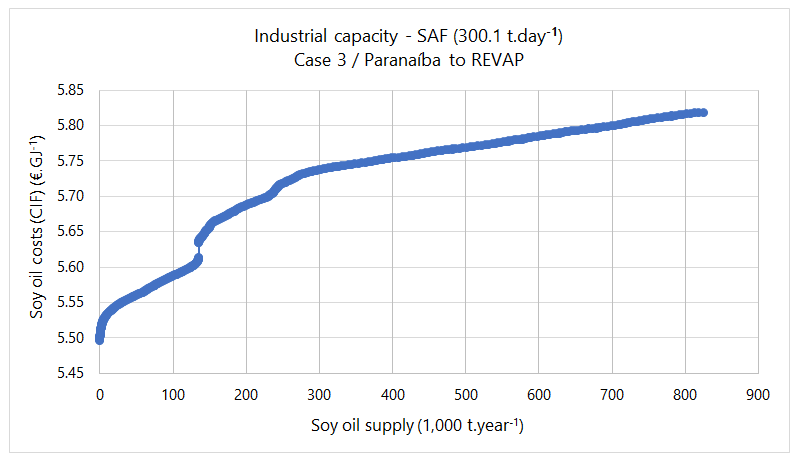 Industrial capacity - SAF (300.1 t.day⁻¹)
Case 3 / Paranaíba to REVAP
Soy oil costs (CIF) (€.GJ⁻¹)
5.85
5.80
5.75
5.70
5.65
5.60
5.55
5.50
5.45
0 100 200 300 400 500 600 700 800 900
Soy oil supply (1,000 t.year⁻¹)